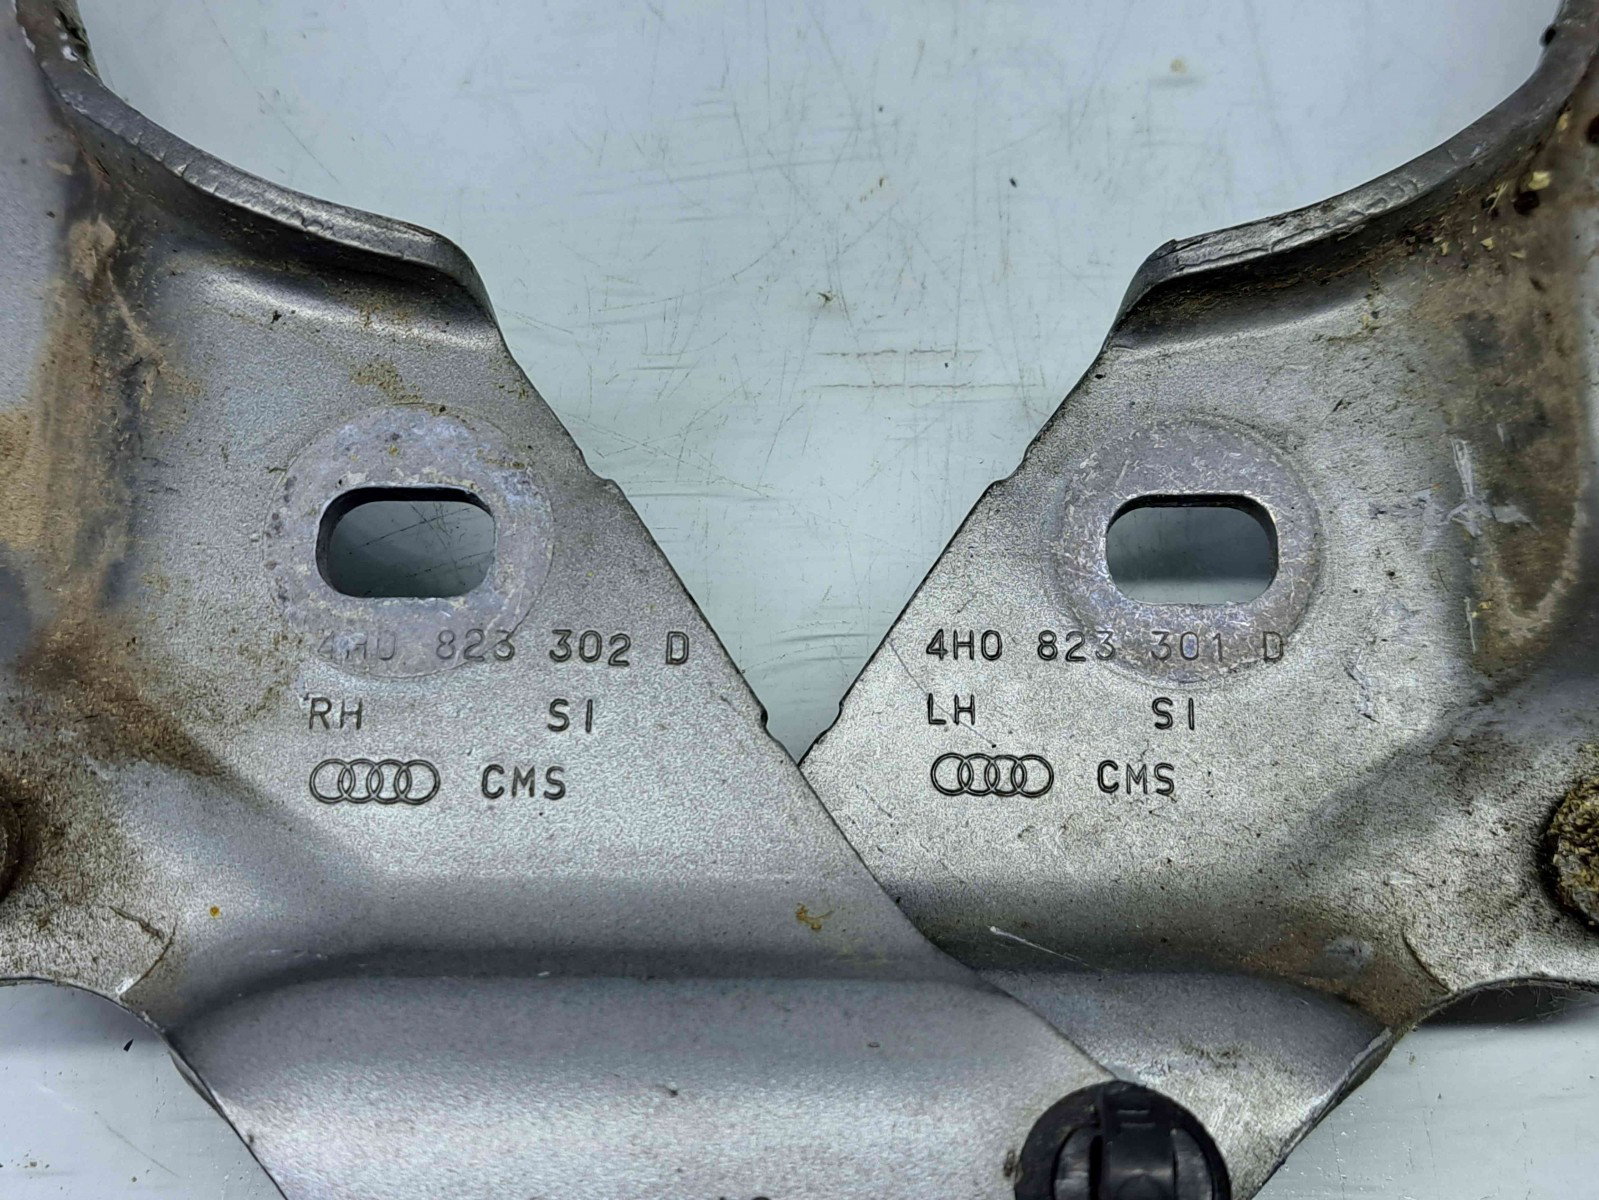 4H0 823 302 D
RH SI
CMS
4H0 823 301 D
LH SI
CMS